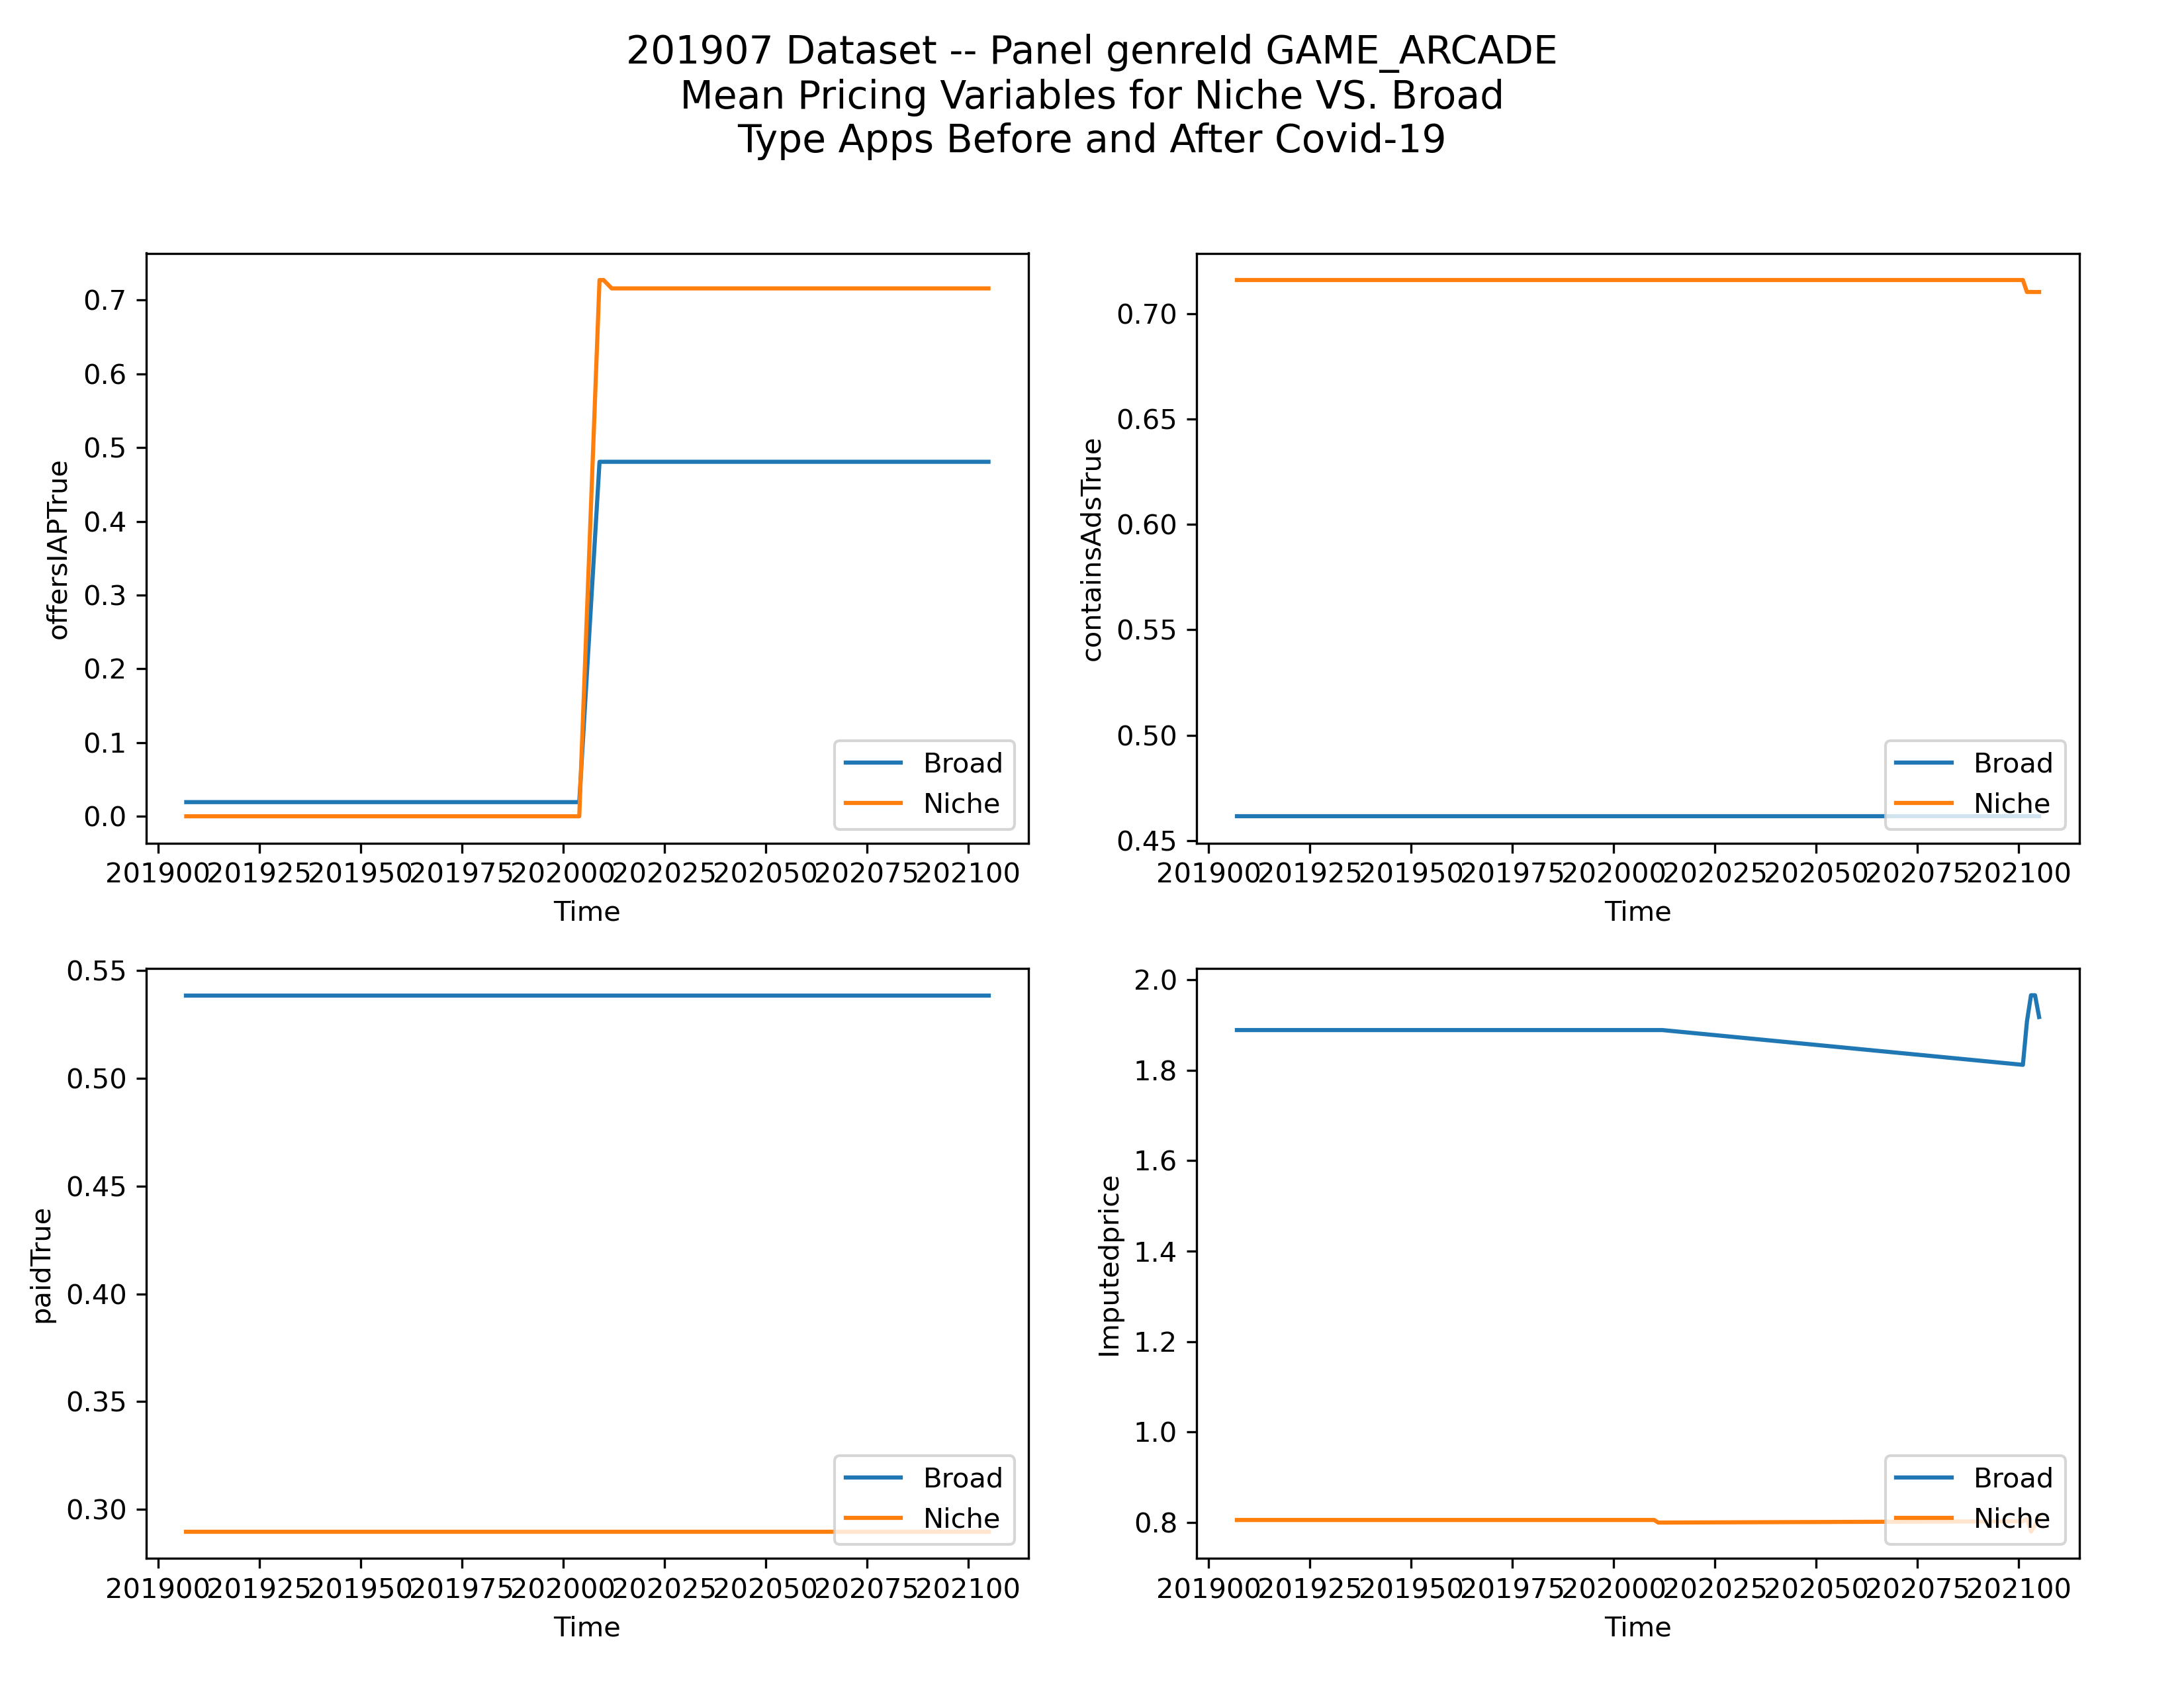 201907 Dataset -- Panel genreId GAME_ARCADE
Mean Pricing Variables for Niche VS. Broad
Type Apps Before and After Covid-19
offersIAPTrue
0.7
0.6
0.5
0.4
0.3
0.2
0.1
0.0
Broad
Niche
201900 201925 201950 201975 202000 202025 202050 202075 202100
Time
containsAdsTrue
0.70
0.65
0.60
0.55
0.50
0.45
Broad
Niche
201900 201925 201950 201975 202000 202025 202050 202075 202100
Time
paidTrue
0.55
0.50
0.45
0.40
0.35
0.30
Broad
Niche
201900 201925 201950 201975 202000 202025 202050 202075 202100
Time
Imputedprice
2.0
1.8
1.6
1.4
1.2
1.0
0.8
Broad
Niche
201900 201925 201950 201975 202000 202025 202050 202075 202100
Time